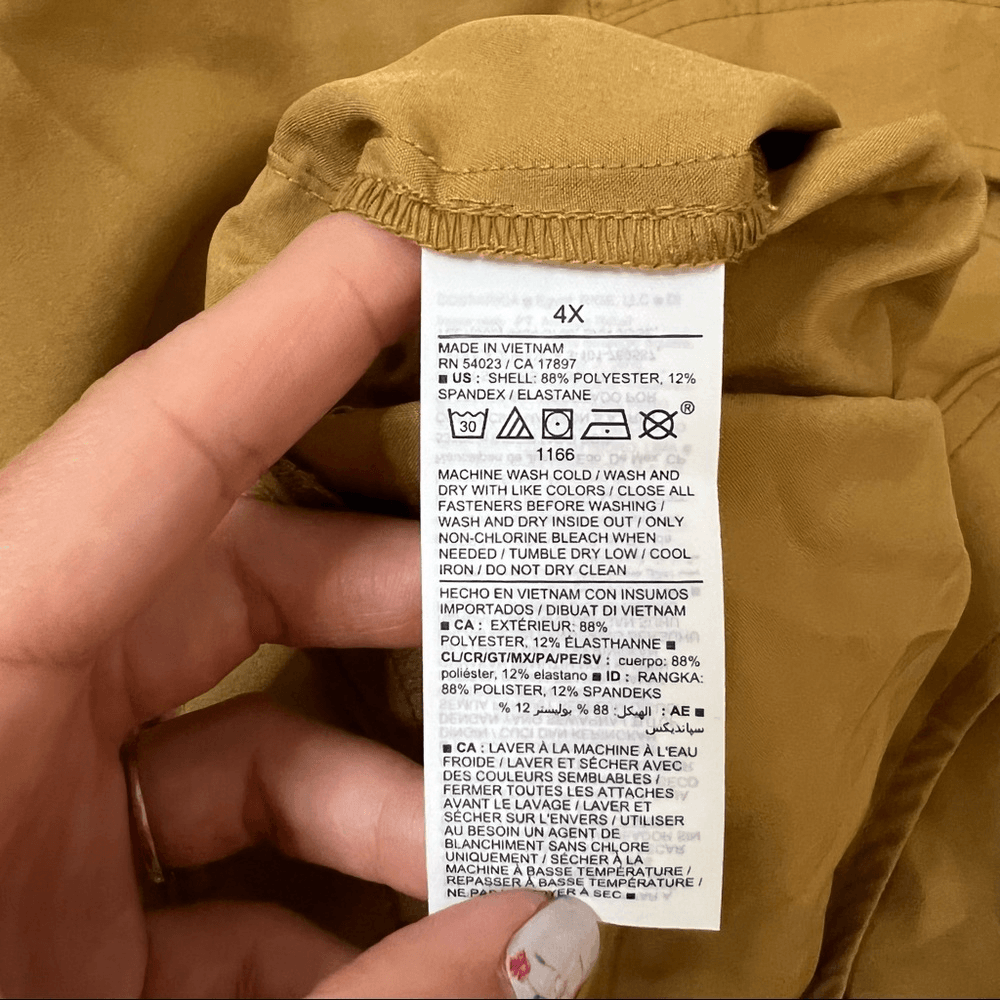 4X
MADE IN VIETNAM
RN 54023 / CA 17897
■ US : SHELL: 88% POLYESTER, 12%
SPANDEX / ELASTANE
30 ®
1166
MACHINE WASH COLD / WASH AND
DRY WITH LIKE COLORS / CLOSE ALL
FASTENERS BEFORE WASHING /
WASH AND DRY INSIDE OUT / ONLY
NON-CHLORINE BLEACH WHEN
NEEDED / TUMBLE DRY LOW / COOL
IRON / DO NOT DRY CLEAN
HECHO EN VIETNAM CON INSUMOS
IMPORTADOS / DIBUAT DI VIETNAM
■ CA : EXTÉRIEUR: 88%
POLYESTER, 12% ÉLASTHANNE ■
CL/CR/GT/MX/PA/PE/SV : cuerpo: 88%
poliéster, 12% elastano ■ ID : RANGKA:
88% POLISTER, 12% SPANDEKS
■ AE : الهيكل: 88 % بوليستر 12 %
سپانديكس
■ CA : LAVER À LA MACHINE À L'EAU
FROIDE / LAVER ET SÉCHER AVEC
DES COULEURS SEMBLABLES /
FERMER TOUTES LES ATTACHES
AVANT LE LAVAGE / LAVER ET
SÉCHER SUR L'ENVERS / UTILISER
AU BESOIN UN AGENT DE
BLANCHIMENT SANS CHLORE
UNIQUEMENT / SÉCHER À LA
MACHINE À BASSE TEMPÉRATURE /
REPASSER À BASSE TEMPÉRATURE /
NE À SEC ■